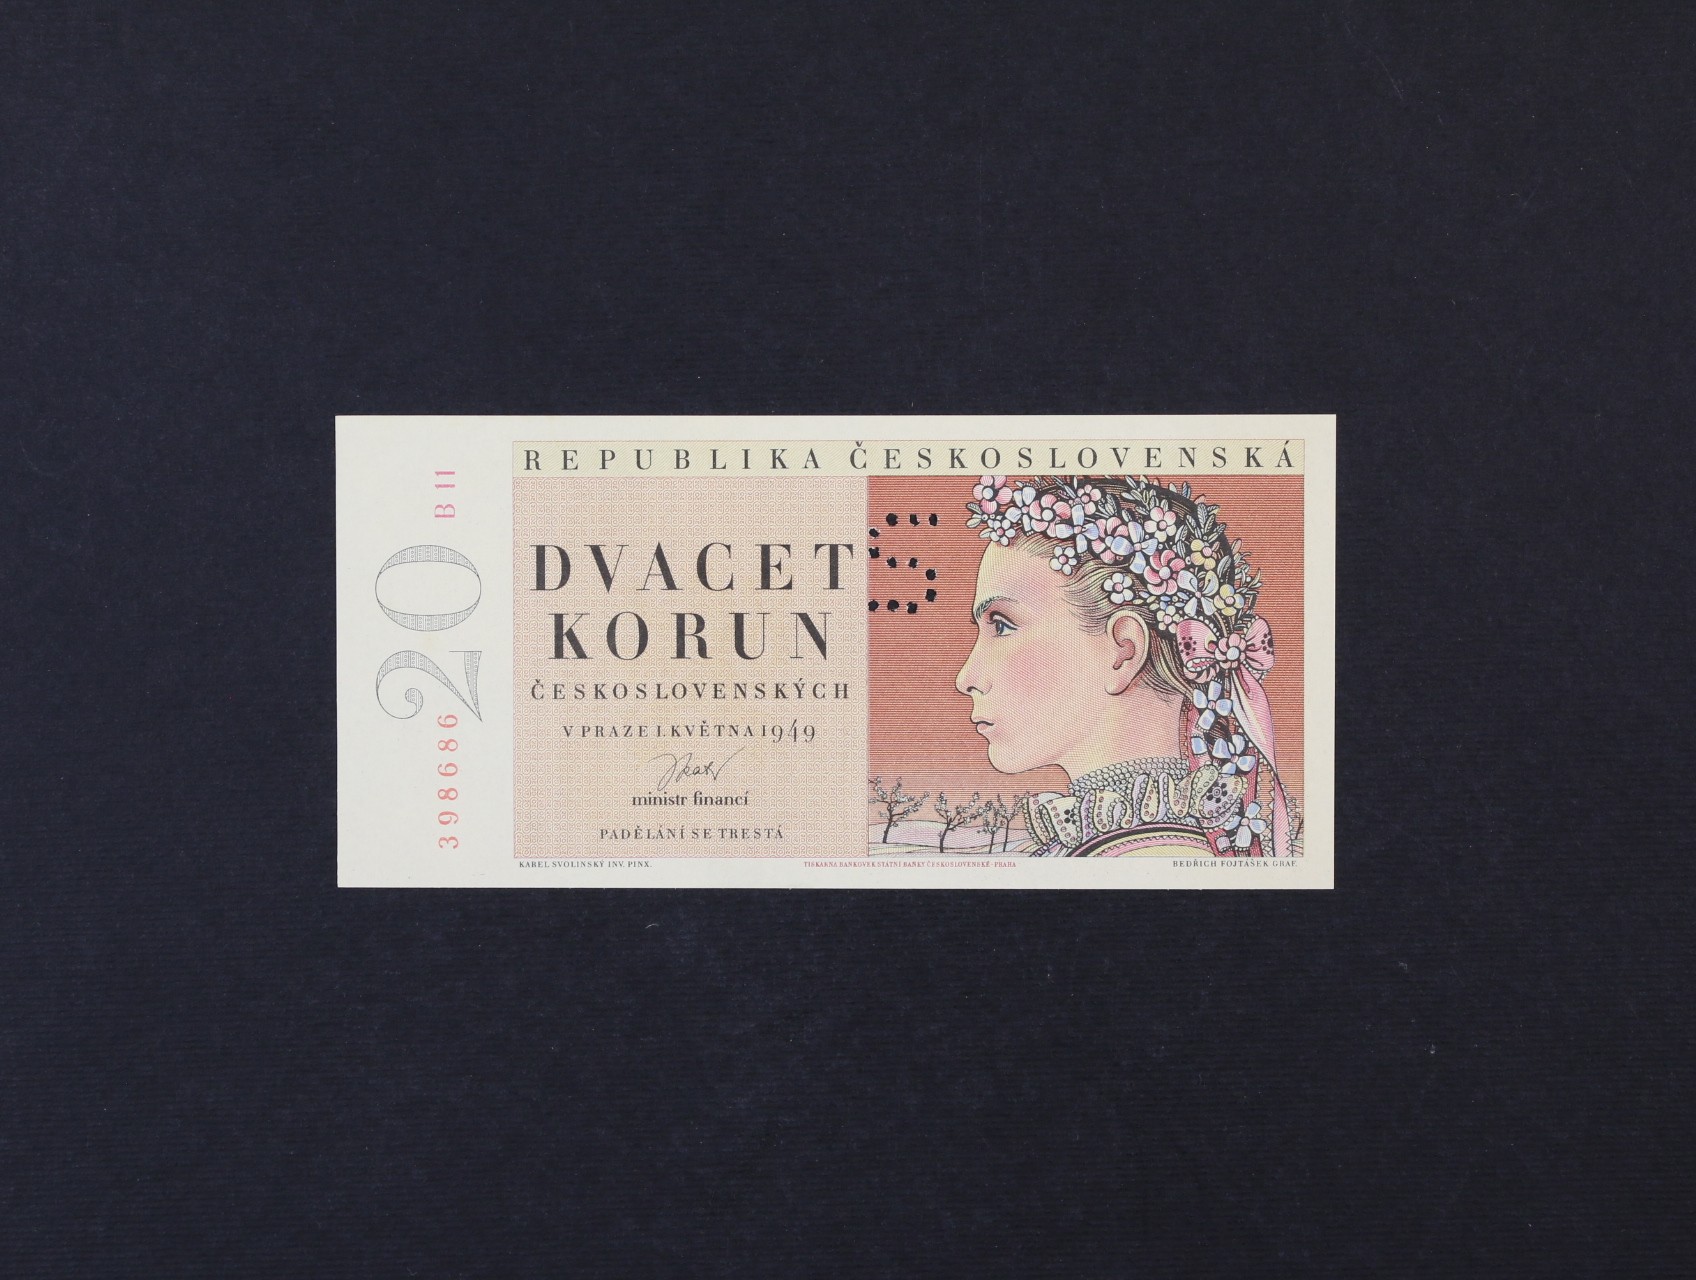 REPUBLIKA ČESKOSLOVENSKÁ
B 11
20
398686
DVACET
KORUN
ČESKOSLOVENSKÝCH
V PRAZE 1. KVĚTNA 1949
ministr financí
PADĚLÁNÍ SE TRESTÁ
KAREL SVOLINSKÝ INV. PINX.
TISKÁRNA BANKOVEK STÁTNÍ BANKY ČESKOSLOVENSKÉ - PRAHA
BEDŘICH FOJTÁŠEK GRAF.
S